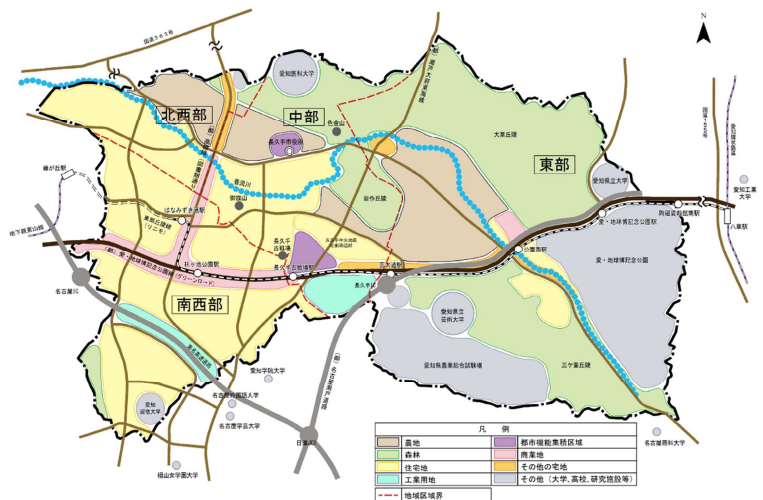 N
国道363号
愛知医科大学
北西部
中部
色金山
長久手市役所
大草丘陵
東部
愛知県立大学
愛知工業
大学
藤が丘駅
香流川
御嶽山
岩作丘陵
はなみずき通駅
東部丘陵線
(リニモ)
地下鉄東山線
長久手
古戦場
愛・地球博記念公園駅
陶磁資料館南駅
八草駅
公園西駅
愛・地球博記念公園
杁ヶ池公園駅
長久手古戦場駅
芸大通駅
長久手IC
名古屋IC
南西部
愛知県立
芸術大学
愛知県農業総合試験場
三ケ峯丘陵
東名高速道路
愛知学院大学
愛知
淑徳大学
名古屋外国語大学
名古屋学芸大学
椙山女学園大学
日進JCT
名古屋商科大学
凡 例
農地
都市機能集積区域
森林
商業地
住宅地
その他の宅地
工業用地
その他(大学、高校、研究施設等)
地域区域界